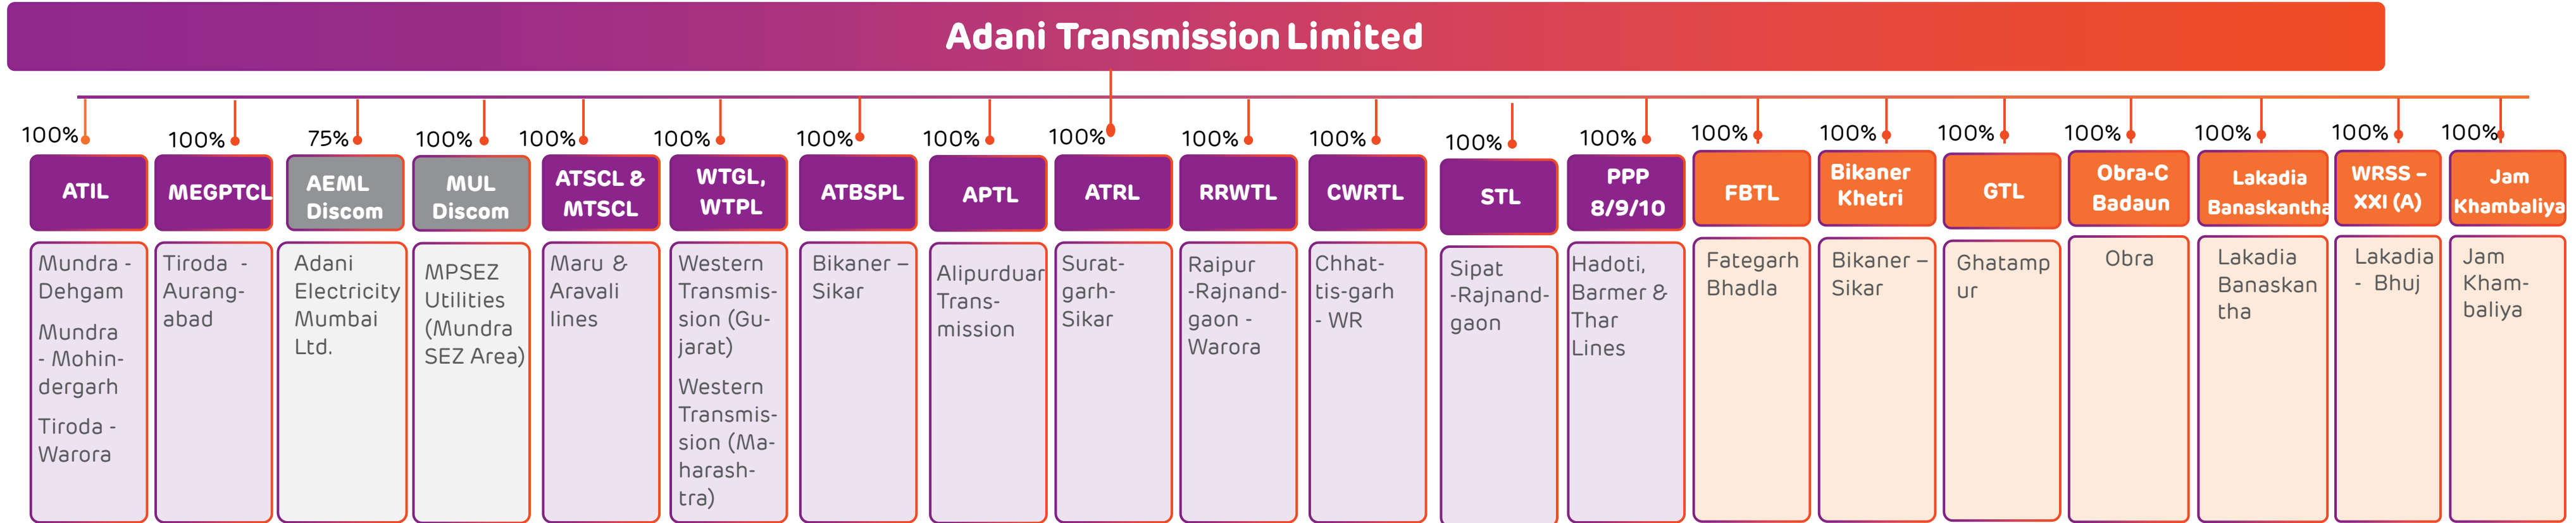 Adani Transmission Limited
100%
ATIL
Mundra -
Dehgam
Mundra
- Mohin-
dergarh
Tiroda -
Warora
100%
MEGPTCL
Tiroda -
Aurang-
abad
75%
AEML
Discom
Adani
Electricity
Mumbai
Ltd.
100%
MUL
Discom
MPSEZ
Utilities
(Mundra
SEZ Area)
100%
ATSCL &
MTSCL
Maru &
Aravali
lines
100%
WTGL,
WTPL
Western
Transmis-
sion (Gu-
jarat)
Western
Transmis-
sion (Ma-
harash-
tra)
100%
ATBSPL
Bikaner –
Sikar
100%
APTL
Alipurduar
Trans-
mission
100%
ATRL
Surat-
garh-
Sikar
100%
RRWTL
Raipur
-Rajnand-
gaon -
Warora
100%
CWRTL
Chhat-
tis-garh
- WR
100%
STL
Sipat
-Rajnand-
gaon
100%
PPP
8/9/10
Hadoti,
Barmer &
Thar
Lines
100%
FBTL
Fategarh
Bhadla
100%
Bikaner
Khetri
Bikaner –
Sikar
100%
GTL
Ghatamp
ur
100%
Obra-C
Badaun
Obra
100%
Lakadia
Banaskantha
Lakadia
Banaskan
tha
100%
WRSS –
XXI (A)
Lakadia
- Bhuj
100%
Jam
Khambaliya
Jam
Kham-
baliya